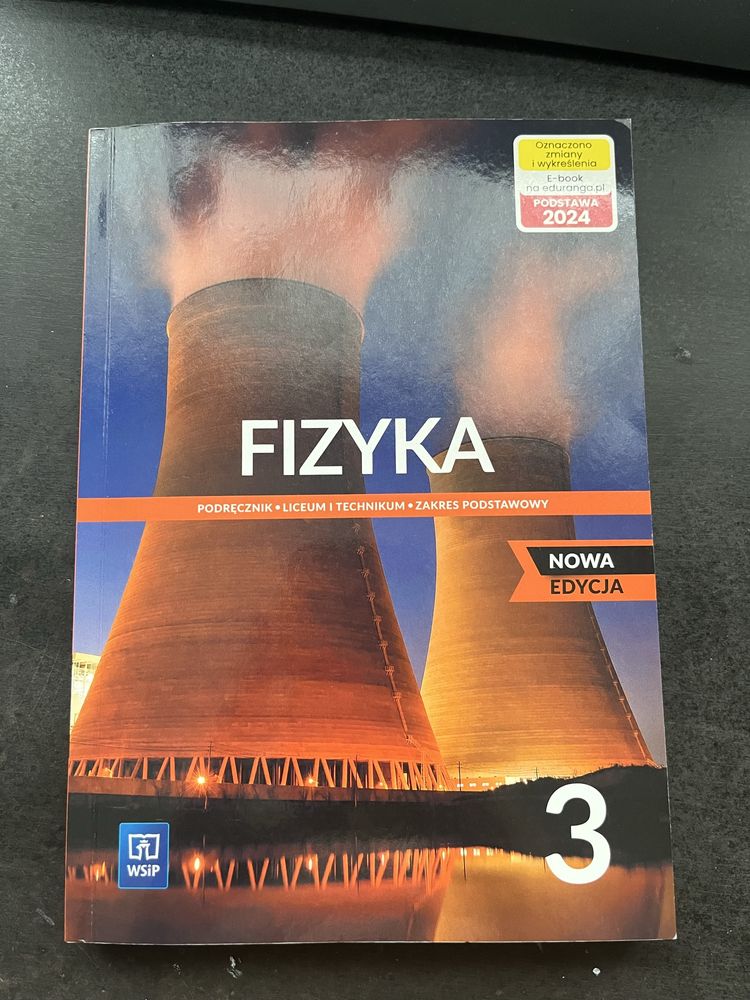 Oznaczono
zmiany
i wykreślenia
E-book
na eduranga.pl
PODSTAWA
2024
FIZYKA
PODRĘCZNIK • LICEUM I TECHNIKUM • ZAKRES PODSTAWOWY
NOWA
EDYCJA
3
WSiP